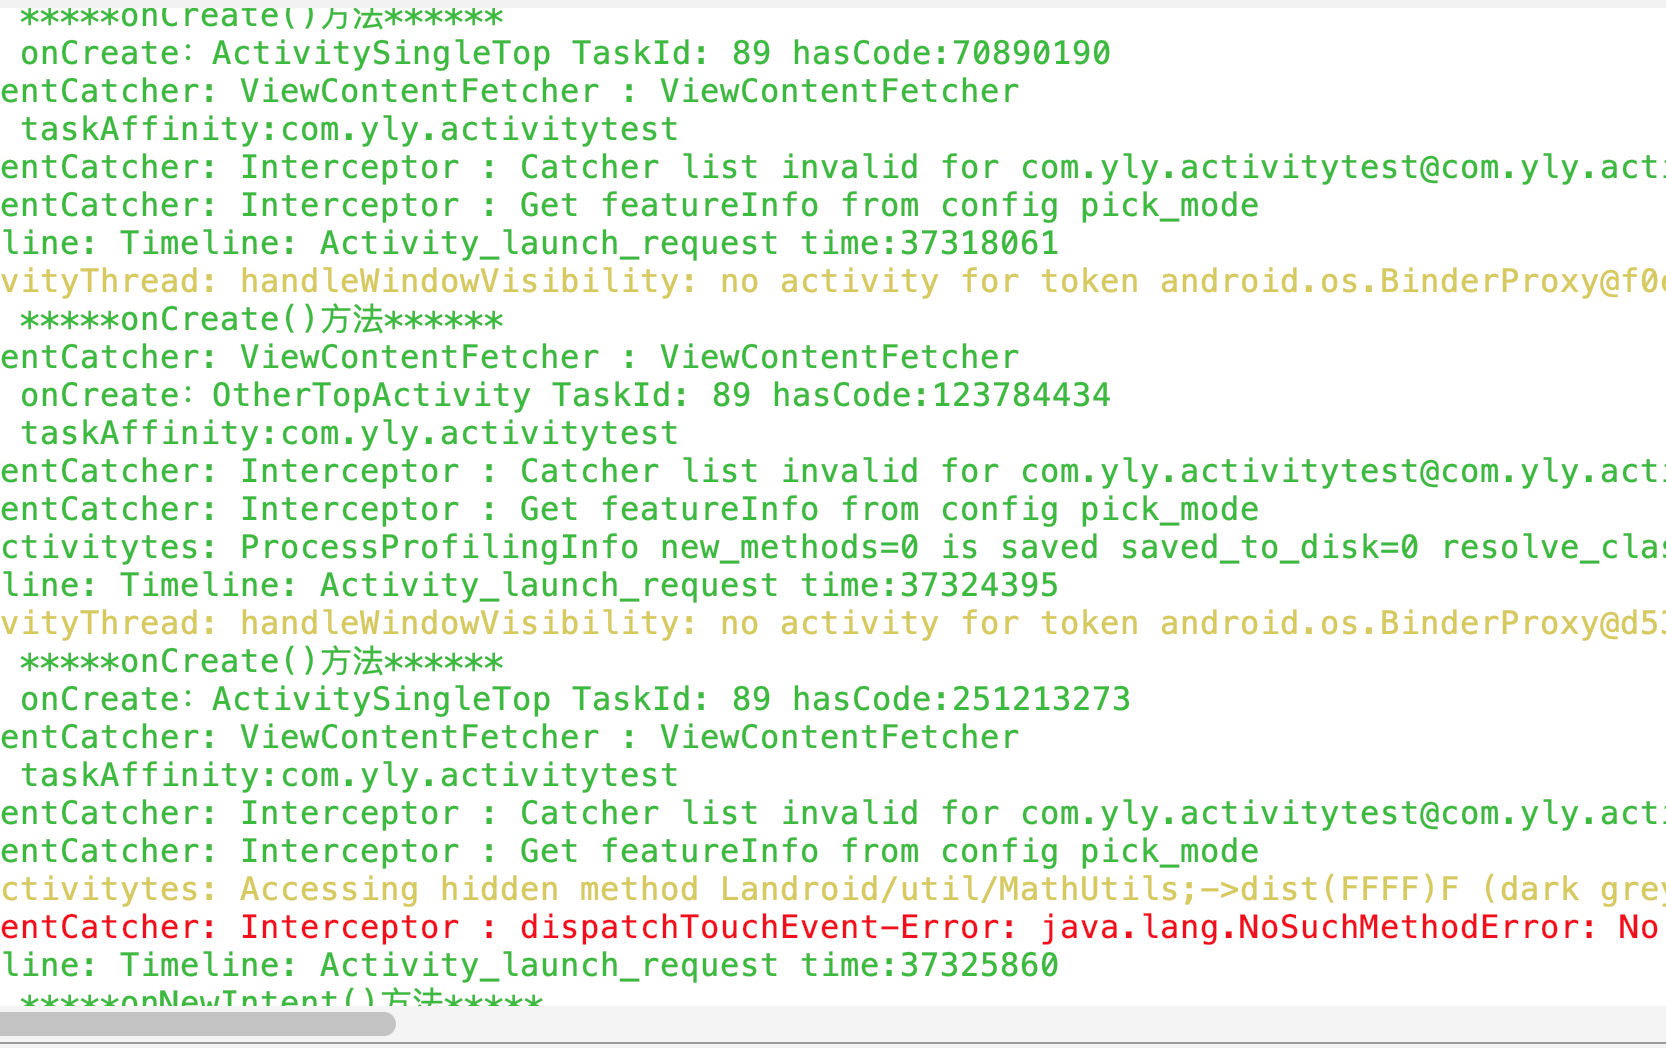 *****onCreate()方法******
onCreate：ActivitySingleTop TaskId: 89 hasCode:70890190
entCatcher: ViewContentFetcher : ViewContentFetcher
taskAffinity:com.yly.activitytest
entCatcher: Interceptor : Catcher list invalid for com.yly.activitytest@com.yly.acti
entCatcher: Interceptor : Get featureInfo from config pick_mode
line: Timeline: Activity_launch_request time:37318061
vityThread: handleWindowVisibility: no activity for token android.os.BinderProxy@f0
*****onCreate()方法******
entCatcher: ViewContentFetcher : ViewContentFetcher
onCreate：OtherTopActivity TaskId: 89 hasCode:123784434
taskAffinity:com.yly.activitytest
entCatcher: Interceptor : Catcher list invalid for com.yly.activitytest@com.yly.acti
entCatcher: Interceptor : Get featureInfo from config pick_mode
ctivitytes: ProcessProfilingInfo new_methods=0 is saved saved_to_disk=0 resolve_clas
line: Timeline: Activity_launch_request time:37324395
vityThread: handleWindowVisibility: no activity for token android.os.BinderProxy@d53
*****onCreate()方法******
onCreate：ActivitySingleTop TaskId: 89 hasCode:251213273
entCatcher: ViewContentFetcher : ViewContentFetcher
taskAffinity:com.yly.activitytest
entCatcher: Interceptor : Catcher list invalid for com.yly.activitytest@com.yly.acti
entCatcher: Interceptor : Get featureInfo from config pick_mode
ctivitytes: Accessing hidden method Landroid/util/MathUtils;->dist(FFFF)F (dark grey
entCatcher: Interceptor : dispatchTouchEvent-Error: java.lang.NoSuchMethodError: No
line: Timeline: Activity_launch_request time:37325860
*****onNewIntent()方法*****